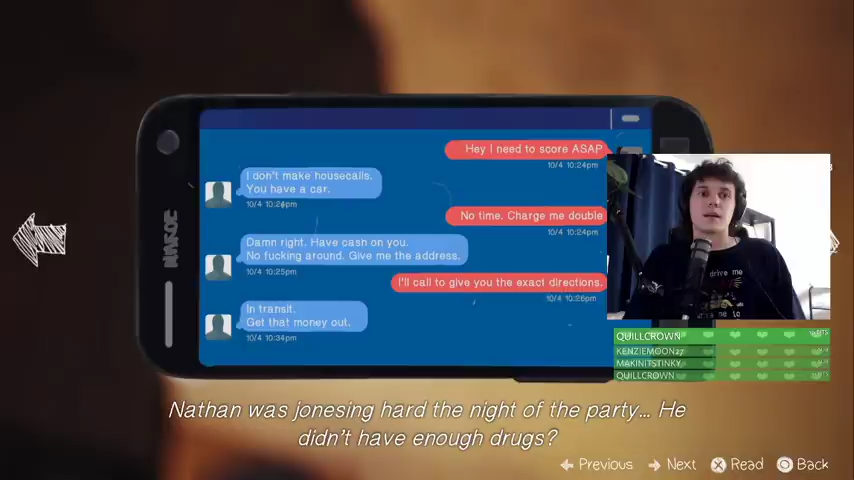 Hey I need to score ASAP
10/4 10:24pm
I don't make housecalls.
You have a car.
10/4 10:24pm
No time. Charge me double
10/4 10:24pm
Damn right. Have cash on you.
No fucking around. Give me the address.
10/4 10:25pm
I'll call to give you the exact directions.
10/4 10:26pm
In transit.
Get that money out.
10/4 10:34pm
drive me
QUILLCROWN
KENZIEMOON27
MAKINITSTINKY
QUILLCROWN
Nathan was jonesing hard the night of the party... He
didn't have enough drugs?
Previous
Next
Read
Back